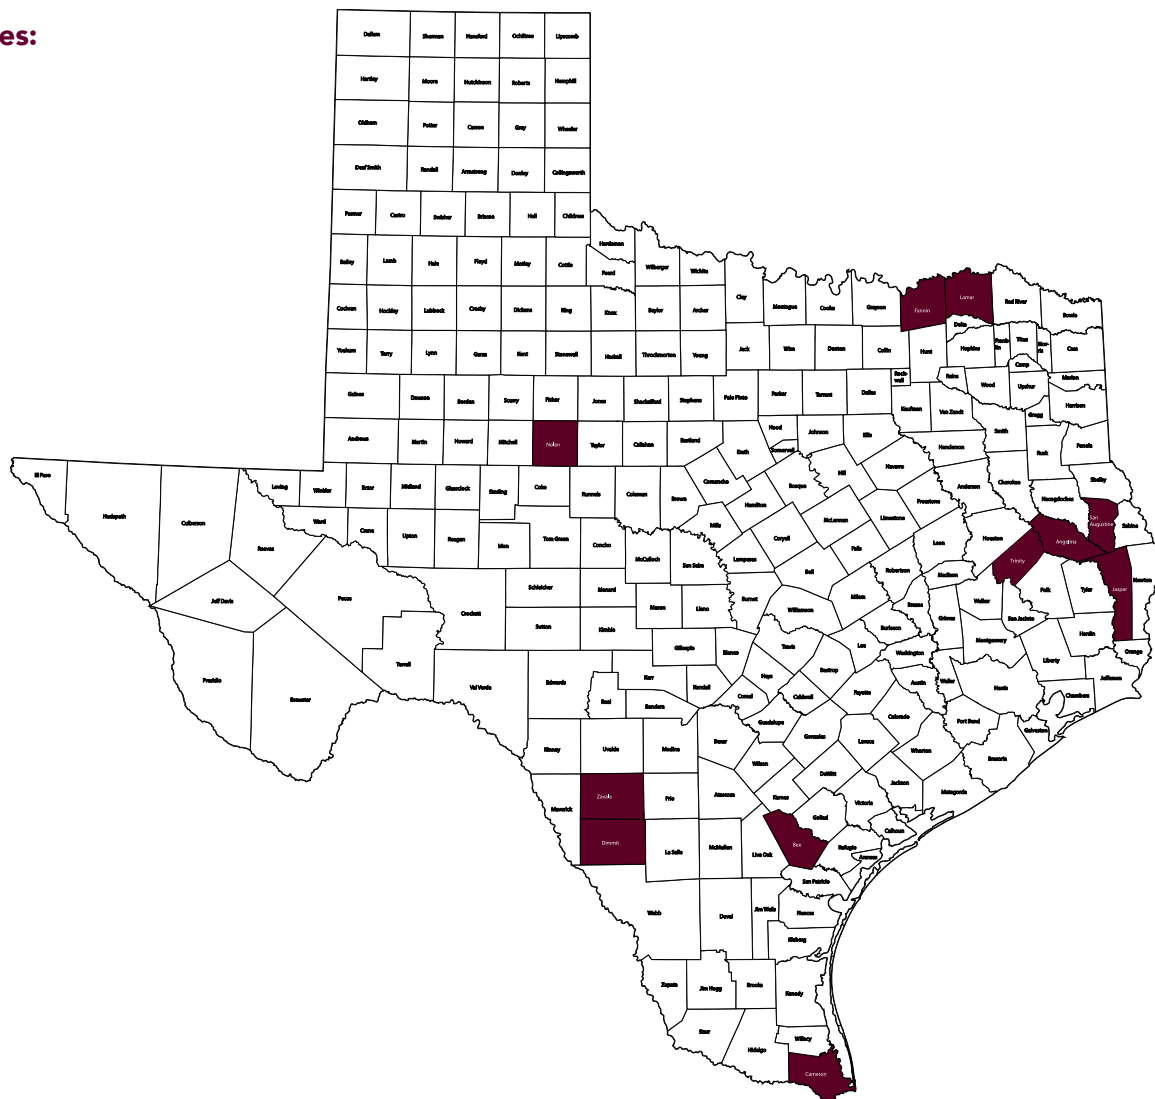 es:
Dallam Sherman Hansford Ochiltree Lipscomb
Hartley Moore Hutchinson Roberts Hemphill
Oldham Potter Carson Gray Wheeler
Deaf Smith Randall Armstrong Donley Collingsworth
Parmer Castro Swisher Briscoe Hall Childress
Hardeman
Bailey Lamb Hale Floyd Motley Cottle Foard Wilbarger Wichita
Cochran Hockley Lubbock Crosby Dickens King Knox Baylor Archer Clay Montague Cooke Grayson Fannin Lamar Red River Bowie
Delta
Yoakum Terry Lynn Garza Kent Stonewall Haskell Throckmorton Young Jack Wise Denton Collin Hunt Hopkins Frank-
lin Titus Mor-
ris Cass
Camp
Rock-
wall Rains Wood Upshur Marion
Gaines Dawson Borden Scurry Fisher Jones Shackelford Stephens Palo Pinto Parker Tarrant Dallas Kaufman Van Zandt Gregg Harrison
Andrews Martin Howard Mitchell Nolan Taylor Callahan Eastland Erath Hood Somervell Johnson Ellis Henderson Smith Rusk Panola
El Paso Hudspeth Culberson Reeves Loving Winkler Ector Midland Glasscock Sterling Coke Runnels Coleman Brown Comanche Hamilton Bosque Hill Navarro Freestone Anderson Cherokee Nacogdoches Shelby
San
Augustine Sabine
Ward Crane Upton Reagan Irion Tom Green Concho McCulloch San Saba Mills Lampasas Coryell McLennan Limestone Falls Leon Houston Angelina Trinity
Jeff Davis Pecos Crockett Schleicher Menard Mason Llano Burnet Bell Milam Robertson Madison Walker Polk Tyler Jasper Newton
Sutton Kimble Williamson Burleson Brazos Grimes San Jacinto Hardin
Presidio Brewster Terrell Val Verde Edwards Real Kerr Gillespie Blanco Travis Lee Washington Montgomery Liberty Orange
Bandera Kendall Comal Hays Caldwell Bastrop Fayette Austin Waller Harris Chambers Jefferson
Kinney Uvalde Medina Bexar Guadalupe Gonzales Lavaca Colorado Wharton Fort Bend Brazoria Galveston
Maverick Zavala Frio Atascosa Wilson Karnes DeWitt Victoria Jackson Matagorda
Dimmit La Salle McMullen Live Oak Bee Goliad Refugio Calhoun
Aransas
San Patricio
Webb Duval Jim Wells Nueces
Kleberg
Zapata Jim Hogg Brooks Kenedy
Starr Hidalgo Willacy
Cameron